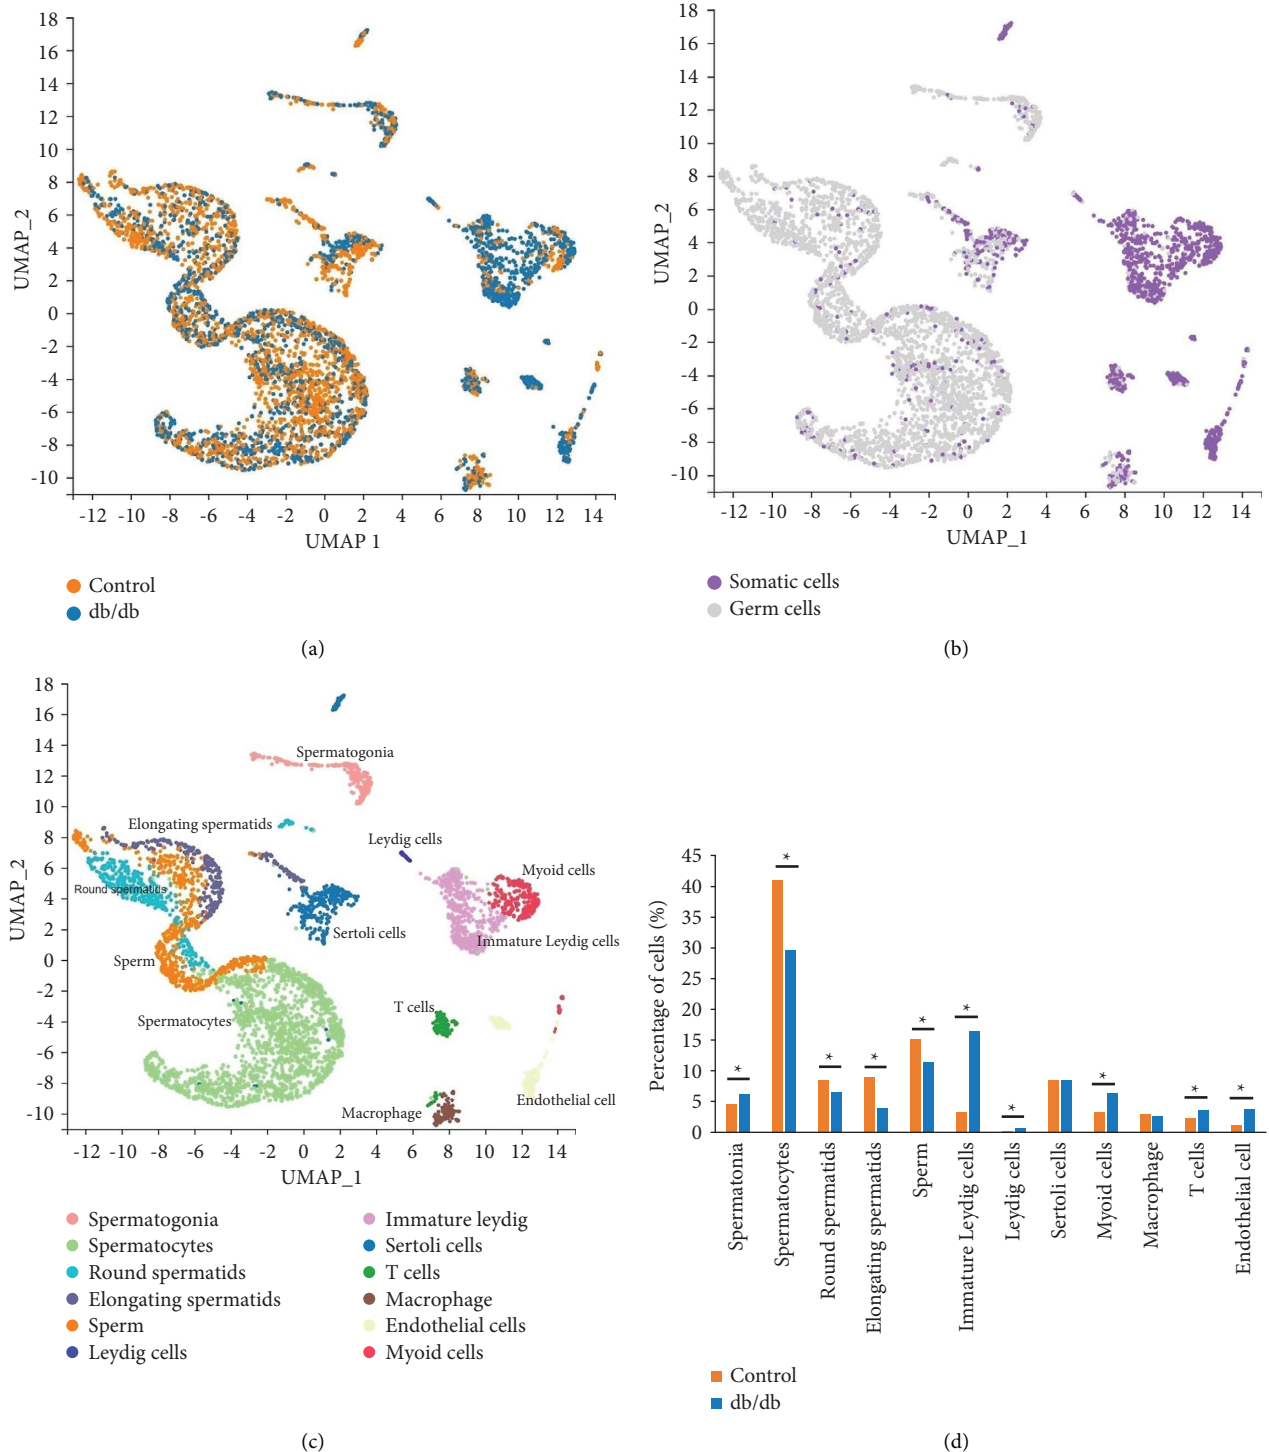 18
16
14
12
10
8
6
4
2
0
-2
-4
-6
-8
-10
UMAP_2
-12 -10 -8 -6 -4 -2 0 2 4 6 8 10 12 14
UMAP 1
Control
db/db
(a)
18
16
14
12
10
8
6
4
2
0
-2
-4
-6
-8
-10
UMAP_2
-12 -10 -8 -6 -4 -2 0 2 4 6 8 10 12 14
UMAP_1
Somatic cells
Germ cells
(b)
18
16
14
12
10
8
6
4
2
0
-2
-4
-6
-8
-10
UMAP_2
Spermatogonia
Elongating spermatids
Leydig cells
Myoid cells
Round spermatids
Sertoli cells
Immature Leydig cells
Sperm
T cells
Spermatocytes
Endothelial cell
Macrophage
-12 -10 -8 -6 -4 -2 0 2 4 6 8 10 12 14
UMAP_1
Spermatogonia
Spermatocytes
Round spermatids
Elongating spermatids
Sperm
Leydig cells
Immature leydig
Sertoli cells
T cells
Macrophage
Endothelial cells
Myoid cells
(c)
45
40
35
30
25
20
15
10
5
0
Percentage of cells (%)
* * * * * * * * * *
Spermatonia
Spermatocytes
Round spermatids
Elongating spermatids
Sperm
Immature Leydig cells
Leydig cells
Sertoli cells
Myoid cells
Macrophage
T cells
Endothelial cell
Control
db/db
(d)